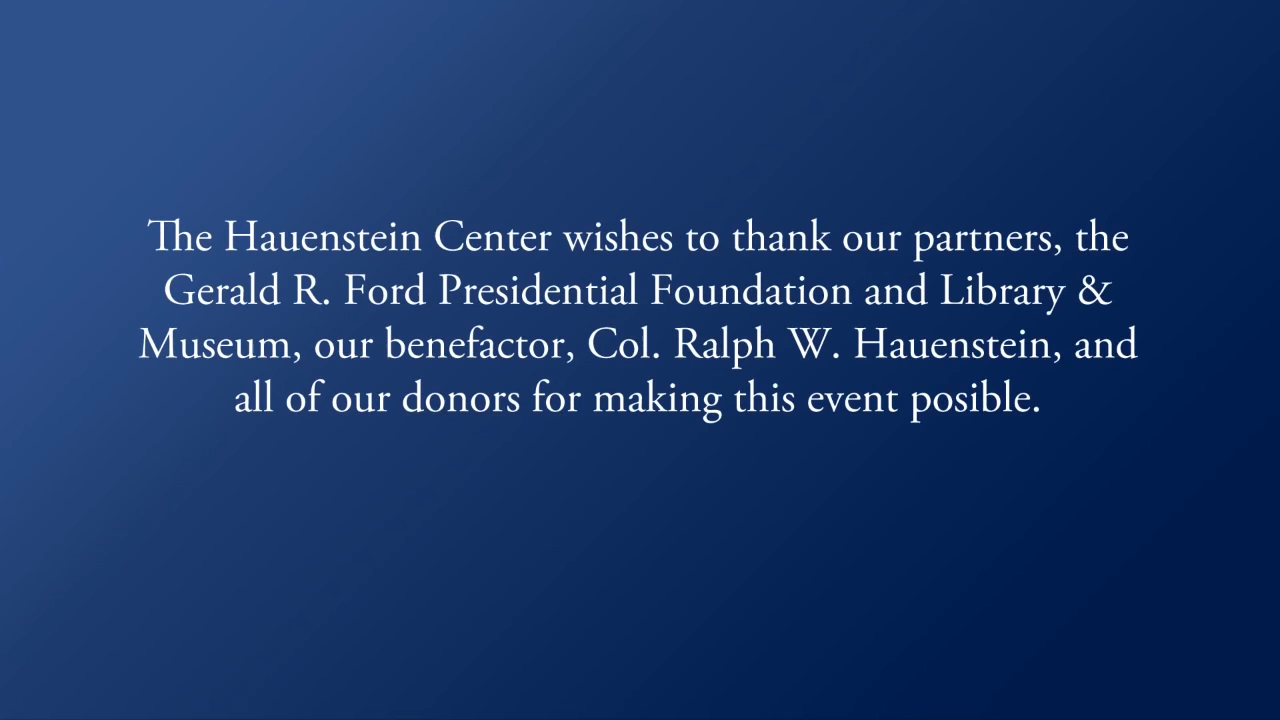 The Hauenstein Center wishes to thank our partners, the
Gerald R. Ford Presidential Foundation and Library &
Museum, our benefactor, Col. Ralph W. Hauenstein, and
all of our donors for making this event posible.